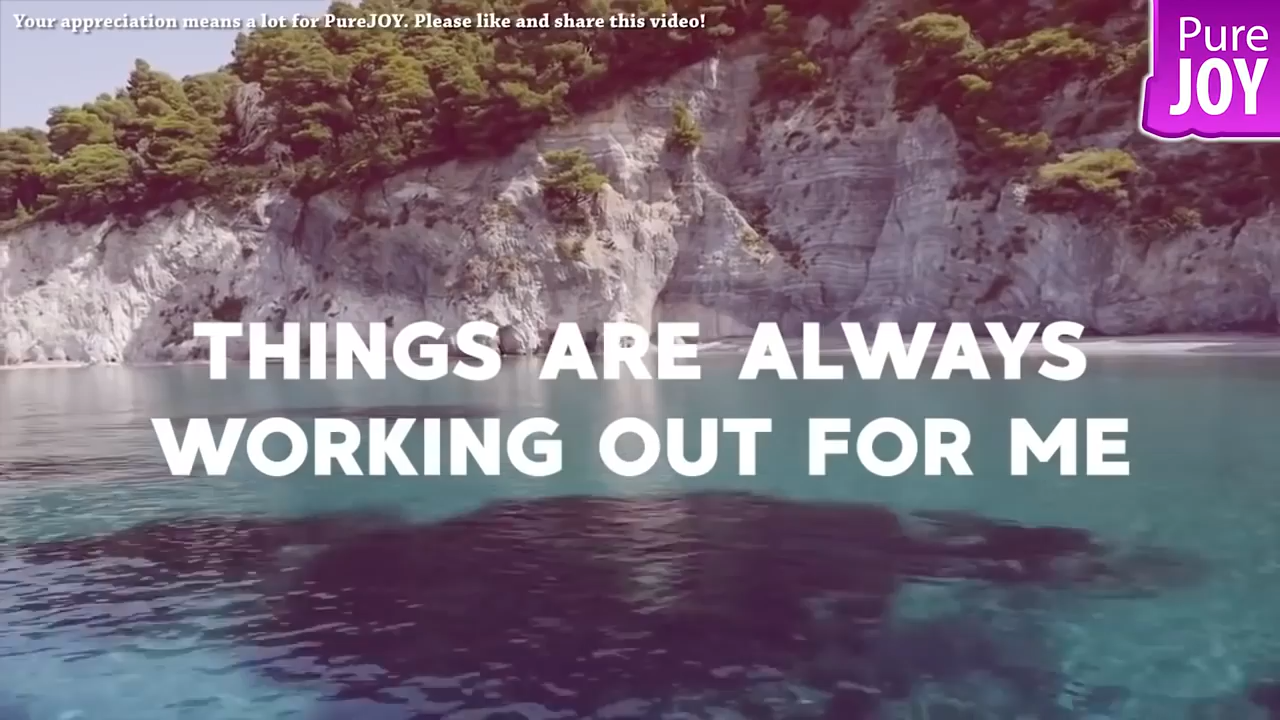 Your appreciation means a lot for PureJOY. Please like and share this video!
Pure
JOY
THINGS ARE ALWAYS
WORKING OUT FOR ME